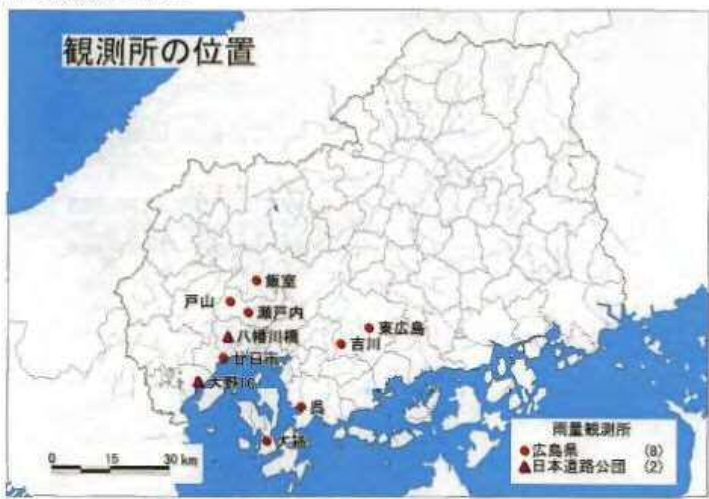 観測所の位置
飯室
戸山
瀬戸内
八幡川橋
東広島
吉川
廿日市
大野IC
呉
0 15 30 km
雨量観測所
広島県 (8)
日本道路公団 (2)